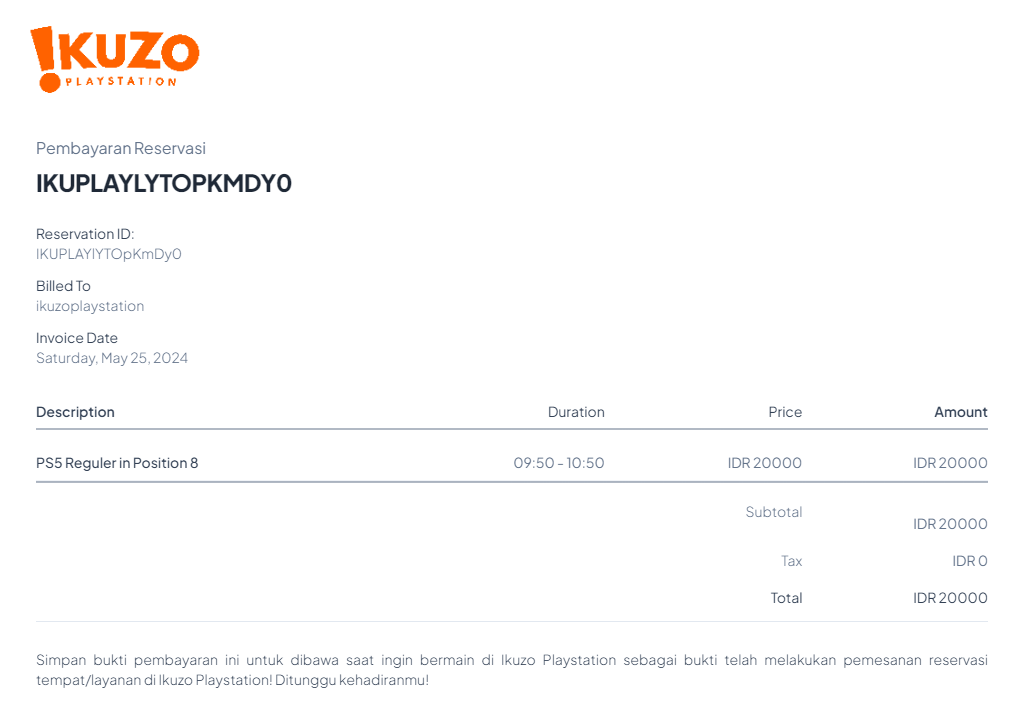 IKUZO
PLAYSTATION
Pembayaran Reservasi
IKUPLAYLYTOPKMDY0
Reservation ID:
IKUPLAYlYTOpKmDy0
Billed To
ikuzoplaystation
Invoice Date
Saturday, May 25, 2024
Description Duration Price Amount
PS5 Reguler in Position 8 09:50 - 10:50 IDR 20000 IDR 20000
Subtotal IDR 20000
Tax IDR 0
Total IDR 20000
Simpan bukti pembayaran ini untuk dibawa saat ingin bermain di Ikuzo Playstation sebagai bukti telah melakukan pemesanan reservasi
tempat/layanan di Ikuzo Playstation! Ditunggu kehadiranmu!